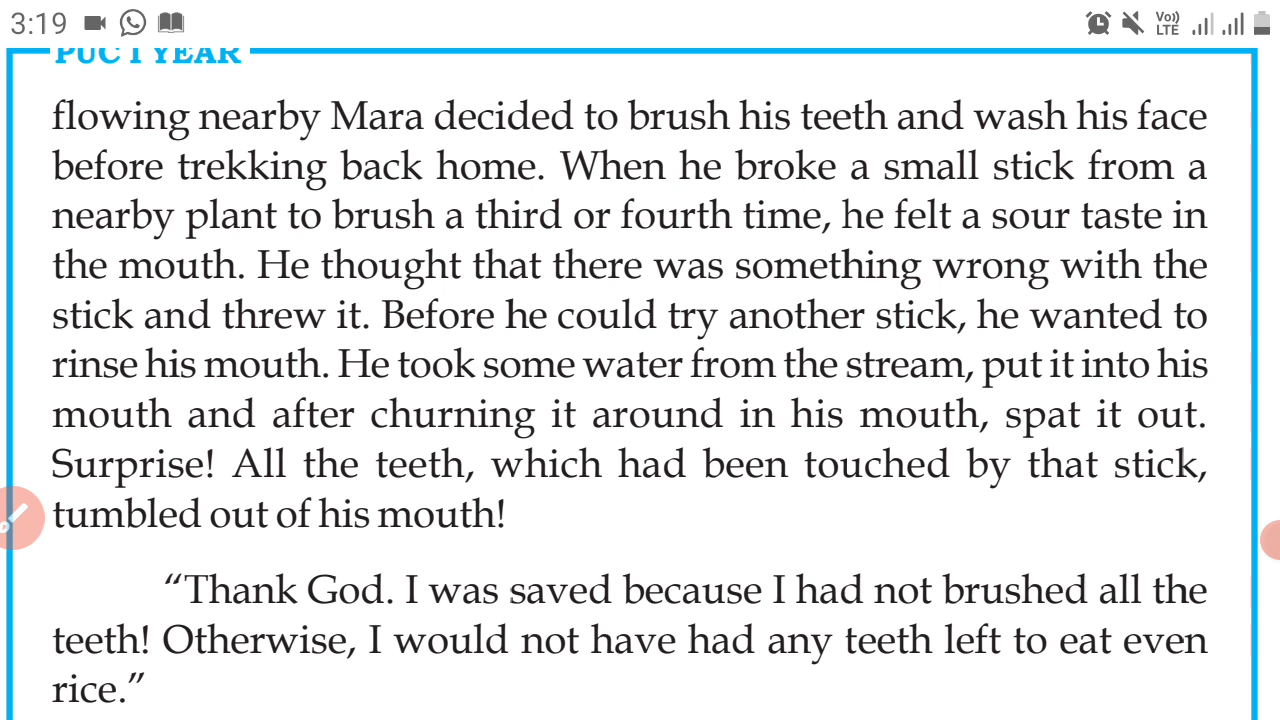 3:19
Vo)) LTE
PUC I YEAR
flowing nearby Mara decided to brush his teeth and wash his face
before trekking back home. When he broke a small stick from a
nearby plant to brush a third or fourth time, he felt a sour taste in
the mouth. He thought that there was something wrong with the
stick and threw it. Before he could try another stick, he wanted to
rinse his mouth. He took some water from the stream, put it into his
mouth and after churning it around in his mouth, spat it out.
Surprise! All the teeth, which had been touched by that stick,
tumbled out of his mouth!
“Thank God. I was saved because I had not brushed all the
teeth! Otherwise, I would not have had any teeth left to eat even
rice.”